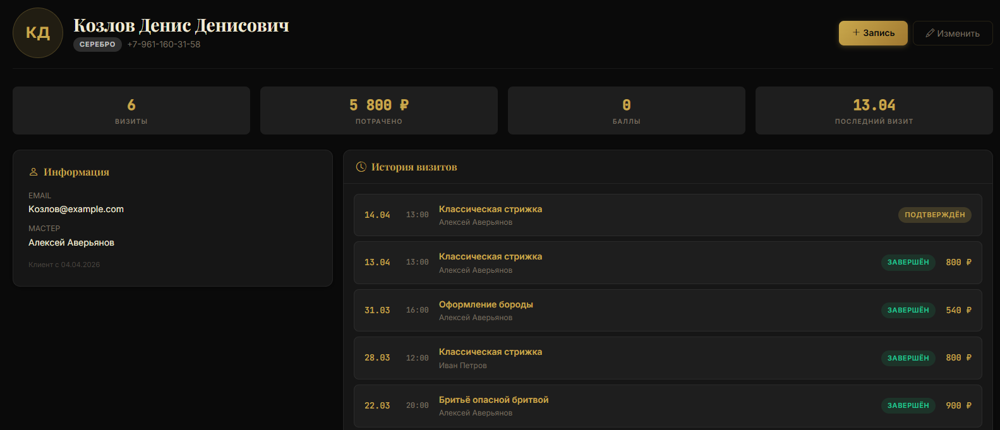 КД
Козлов Денис Денисович
СЕРЕБРО +7-961-160-31-58
+ Запись
Изменить
6
ВИЗИТЫ
5 800 ₽
ПОТРАЧЕНО
0
БАЛЛЫ
13.04
ПОСЛЕДНИЙ ВИЗИТ
Информация
EMAIL
Козлов@example.com
МАСТЕР
Алексей Аверьянов
Клиент с 04.04.2026
История визитов
14.04 13:00 Классическая стрижка ПОДТВЕРЖДЁН
Алексей Аверьянов
13.04 13:00 Классическая стрижка ЗАВЕРШЁН 800 ₽
Алексей Аверьянов
31.03 16:00 Оформление бороды ЗАВЕРШЁН 540 ₽
Алексей Аверьянов
28.03 12:00 Классическая стрижка ЗАВЕРШЁН 800 ₽
Иван Петров
22.03 20:00 Бритьё опасной бритвой ЗАВЕРШЁН 900 ₽
Алексей Аверьянов